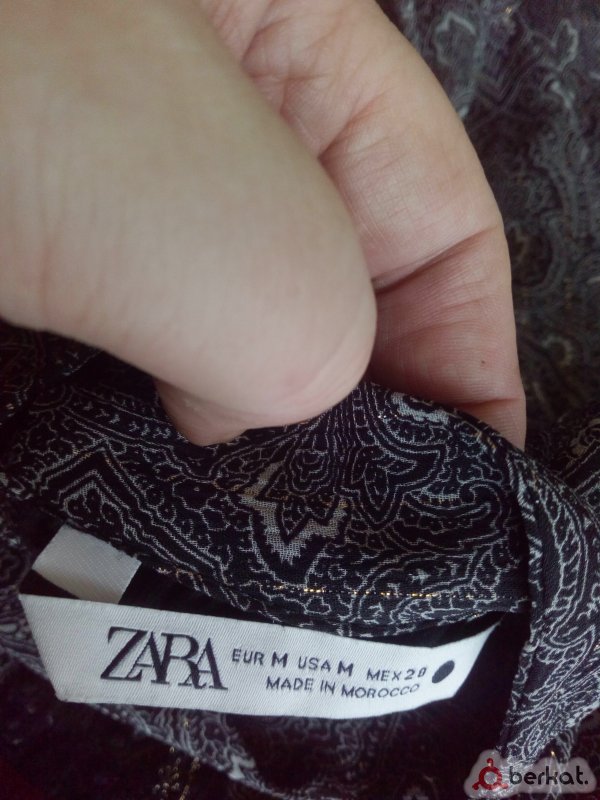 ZARA
EUR M USA M MEX 28
MADE IN MOROCCO
berkat.